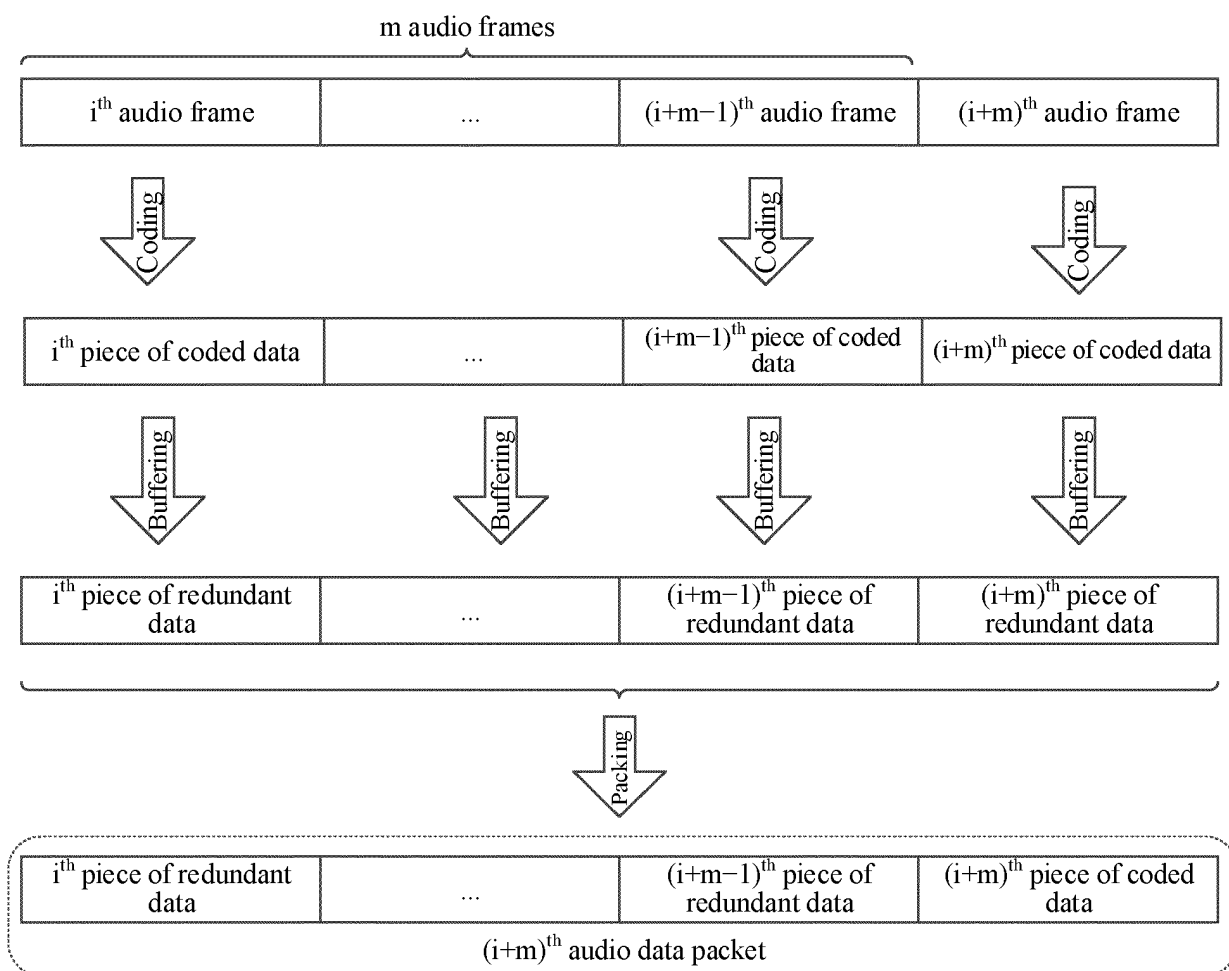 m audio frames
i^th audio frame
...
(i+m−1)^th audio frame
(i+m)^th audio frame
Coding
Coding
Coding
i^th piece of coded data
...
(i+m−1)^th piece of coded
data
(i+m)^th piece of coded data
Buffering
Buffering
Buffering
Buffering
i^th piece of redundant
data
...
(i+m−1)^th piece of
redundant data
(i+m)^th piece of
redundant data
Packing
i^th piece of redundant
data
...
(i+m−1)^th piece of
redundant data
(i+m)^th piece of coded
data
(i+m)^th audio data packet